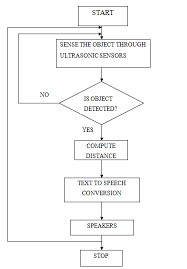 START
SENSE THE OBJECT THROUGH
ULTRASONIC SENSORS
IS OBJECT
DETECTED?
NO
YES
COMPUTE
DISTANCE
TEXT TO SPEECH
CONVERSION
SPEAKERS
STOP